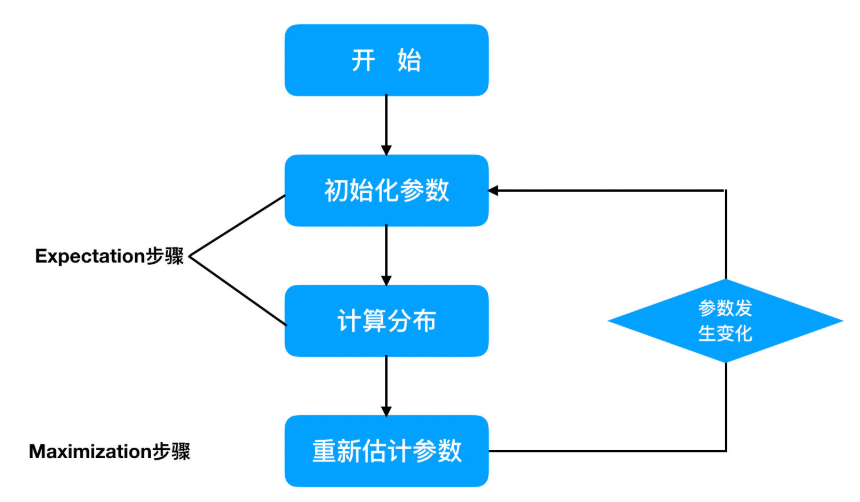 开 始
初始化参数
Expectation步骤
参数发
生变化
计算分布
Maximization步骤
重新估计参数